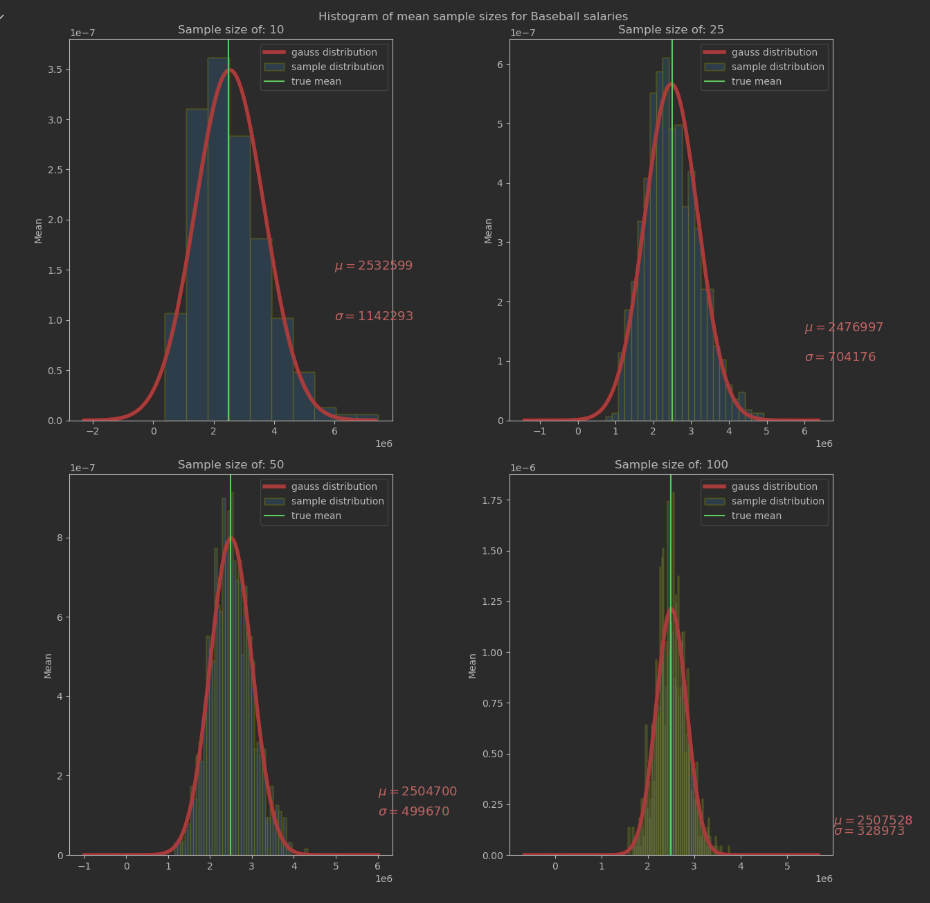 Histogram of mean sample sizes for Baseball salaries
Sample size of: 10
1e−7
gauss distribution
sample distribution
true mean
3.5
3.0
2.5
2.0
1.5
1.0
0.5
0.0
Mean
μ = 2532599
σ = 1142293
−2 0 2 4 6
1e6
Sample size of: 25
1e−7
gauss distribution
sample distribution
true mean
6
5
4
3
2
1
0
Mean
μ = 2476997
σ = 704176
−1 0 1 2 3 4 5 6
1e6
Sample size of: 50
1e−7
gauss distribution
sample distribution
true mean
8
6
4
2
0
Mean
μ = 2504700
σ = 499670
−1 0 1 2 3 4 5 6
1e6
Sample size of: 100
1e−6
gauss distribution
sample distribution
true mean
1.75
1.50
1.25
1.00
0.75
0.50
0.25
0.00
Mean
μ = 2507528
σ = 328973
0 1 2 3 4 5
1e6